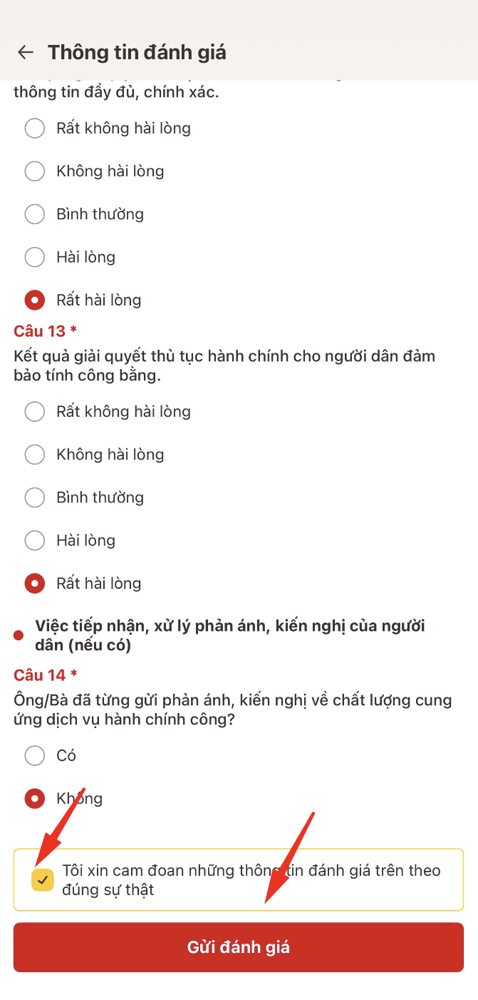 Thông tin đánh giá
thông tin đầy đủ, chính xác.
Rất không hài lòng
Không hài lòng
Bình thường
Hài lòng
Rất hài lòng
Câu 13 *
Kết quả giải quyết thủ tục hành chính cho người dân đảm
bảo tính công bằng.
Rất không hài lòng
Không hài lòng
Bình thường
Hài lòng
Rất hài lòng
Việc tiếp nhận, xử lý phản ánh, kiến nghị của người
dân (nếu có)
Câu 14 *
Ông/Bà đã từng gửi phản ánh, kiến nghị về chất lượng cung
ứng dịch vụ hành chính công?
Có
Không
Tôi xin cam đoan những thông tin đánh giá trên theo
đúng sự thật
Gửi đánh giá